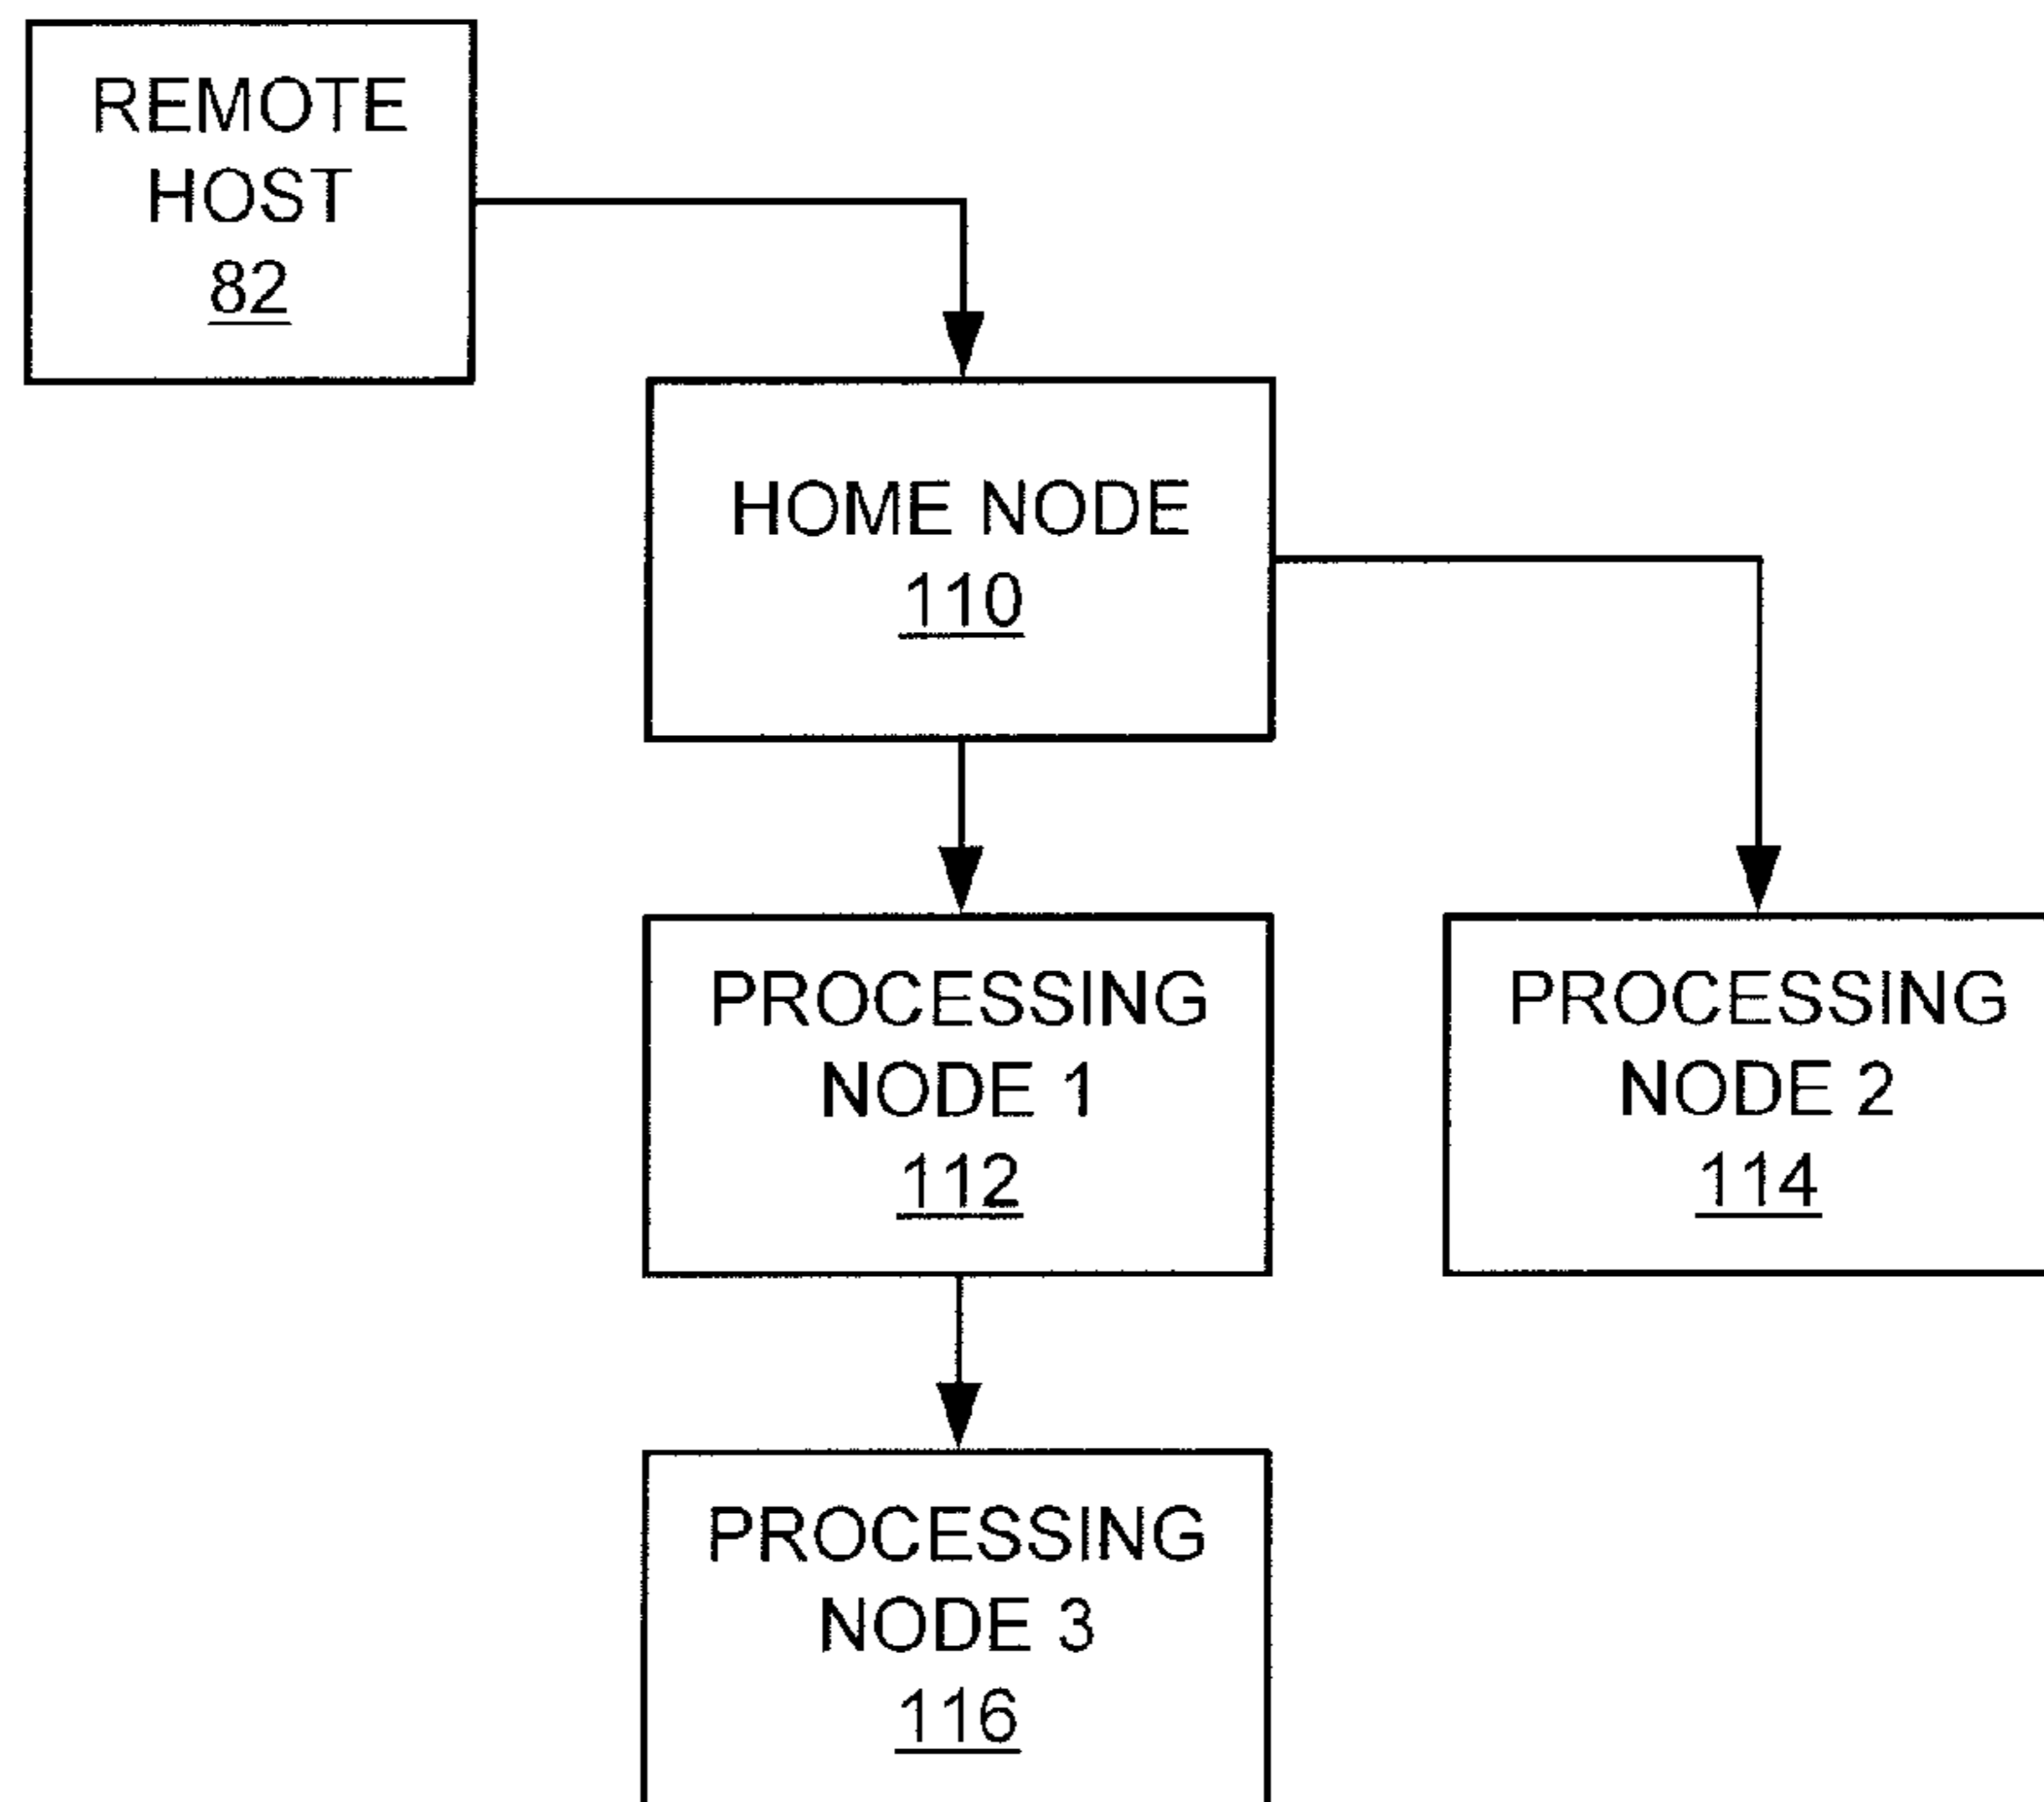 REMOTE
HOST
82
HOME NODE
110
PROCESSING
NODE 1
112
PROCESSING
NODE 2
114
PROCESSING
NODE 3
116